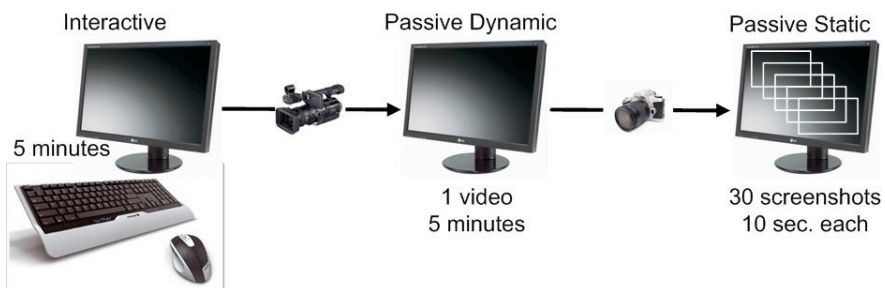 Interactive
Passive Dynamic
Passive Static
5 minutes
1 video
5 minutes
30 screenshots
10 sec. each